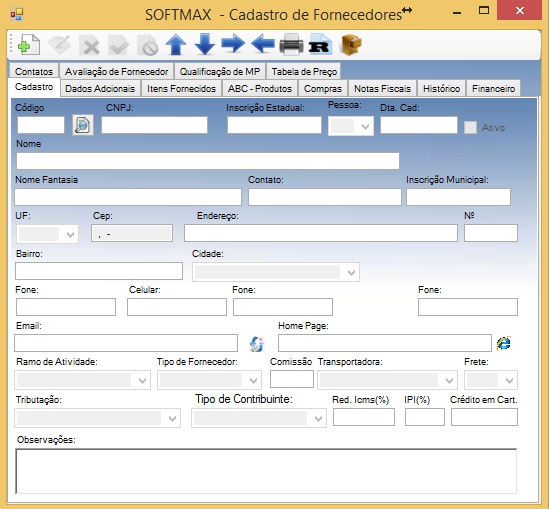 SOFTMAX - Cadastro de Fornecedores
R
Contatos Avaliação de Fornecedor Qualificação de MP Tabela de Preço
Cadastro Dados Adcionais Itens Fornecidos ABC - Produtos Compras Notas Fiscais Histórico Financeiro
Código CNPJ: Inscrição Estadual: Pessoa: Dta. Cad:
Ativo
Nome
Nome Fantasia Contato: Inscrição Municipal:
UF: Cep: Endereço: Nº
. -
Bairro: Cidade:
Fone: Celular: Fone: Fone:
Email: Home Page:
Ramo de Atividade: Tipo de Fornecedor: Comissão Transportadora: Frete:
Tributação: Tipo de Contribuinte: Red. Icms(%) IPI(%) Crédito em Cart.
Observações: